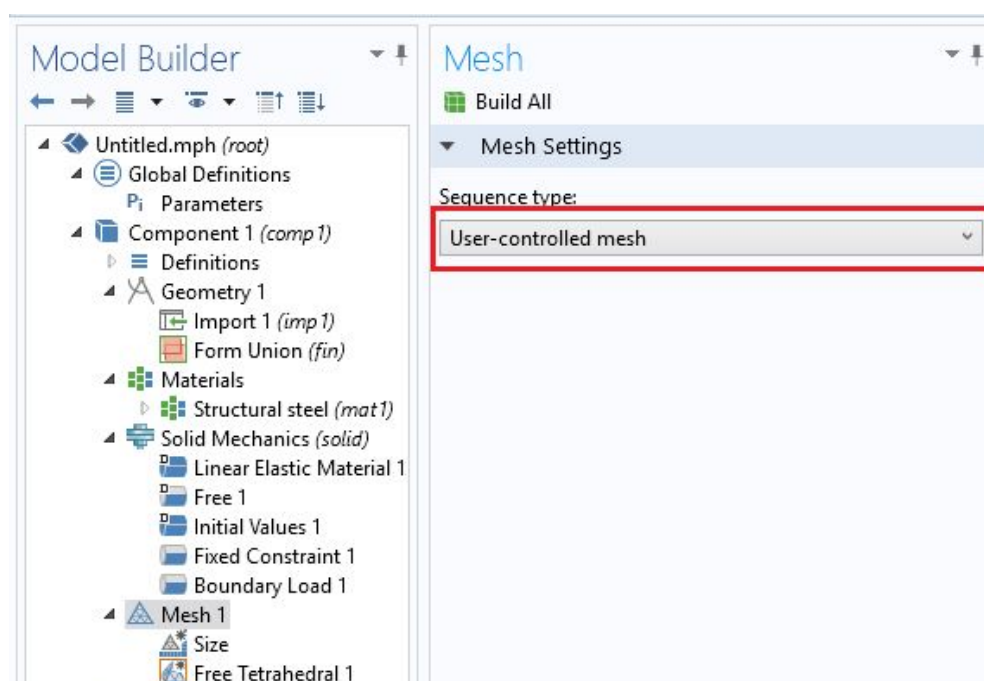 Model Builder
Untitled.mph (root)
Global Definitions
Pi Parameters
Component 1 (comp1)
Definitions
Geometry 1
Import 1 (imp1)
Form Union (fin)
Materials
Structural steel (mat1)
Solid Mechanics (solid)
Linear Elastic Material 1
Free 1
Initial Values 1
Fixed Constraint 1
Boundary Load 1
Mesh 1
Size
Free Tetrahedral 1
Mesh
Build All
Mesh Settings
Sequence type:
User-controlled mesh